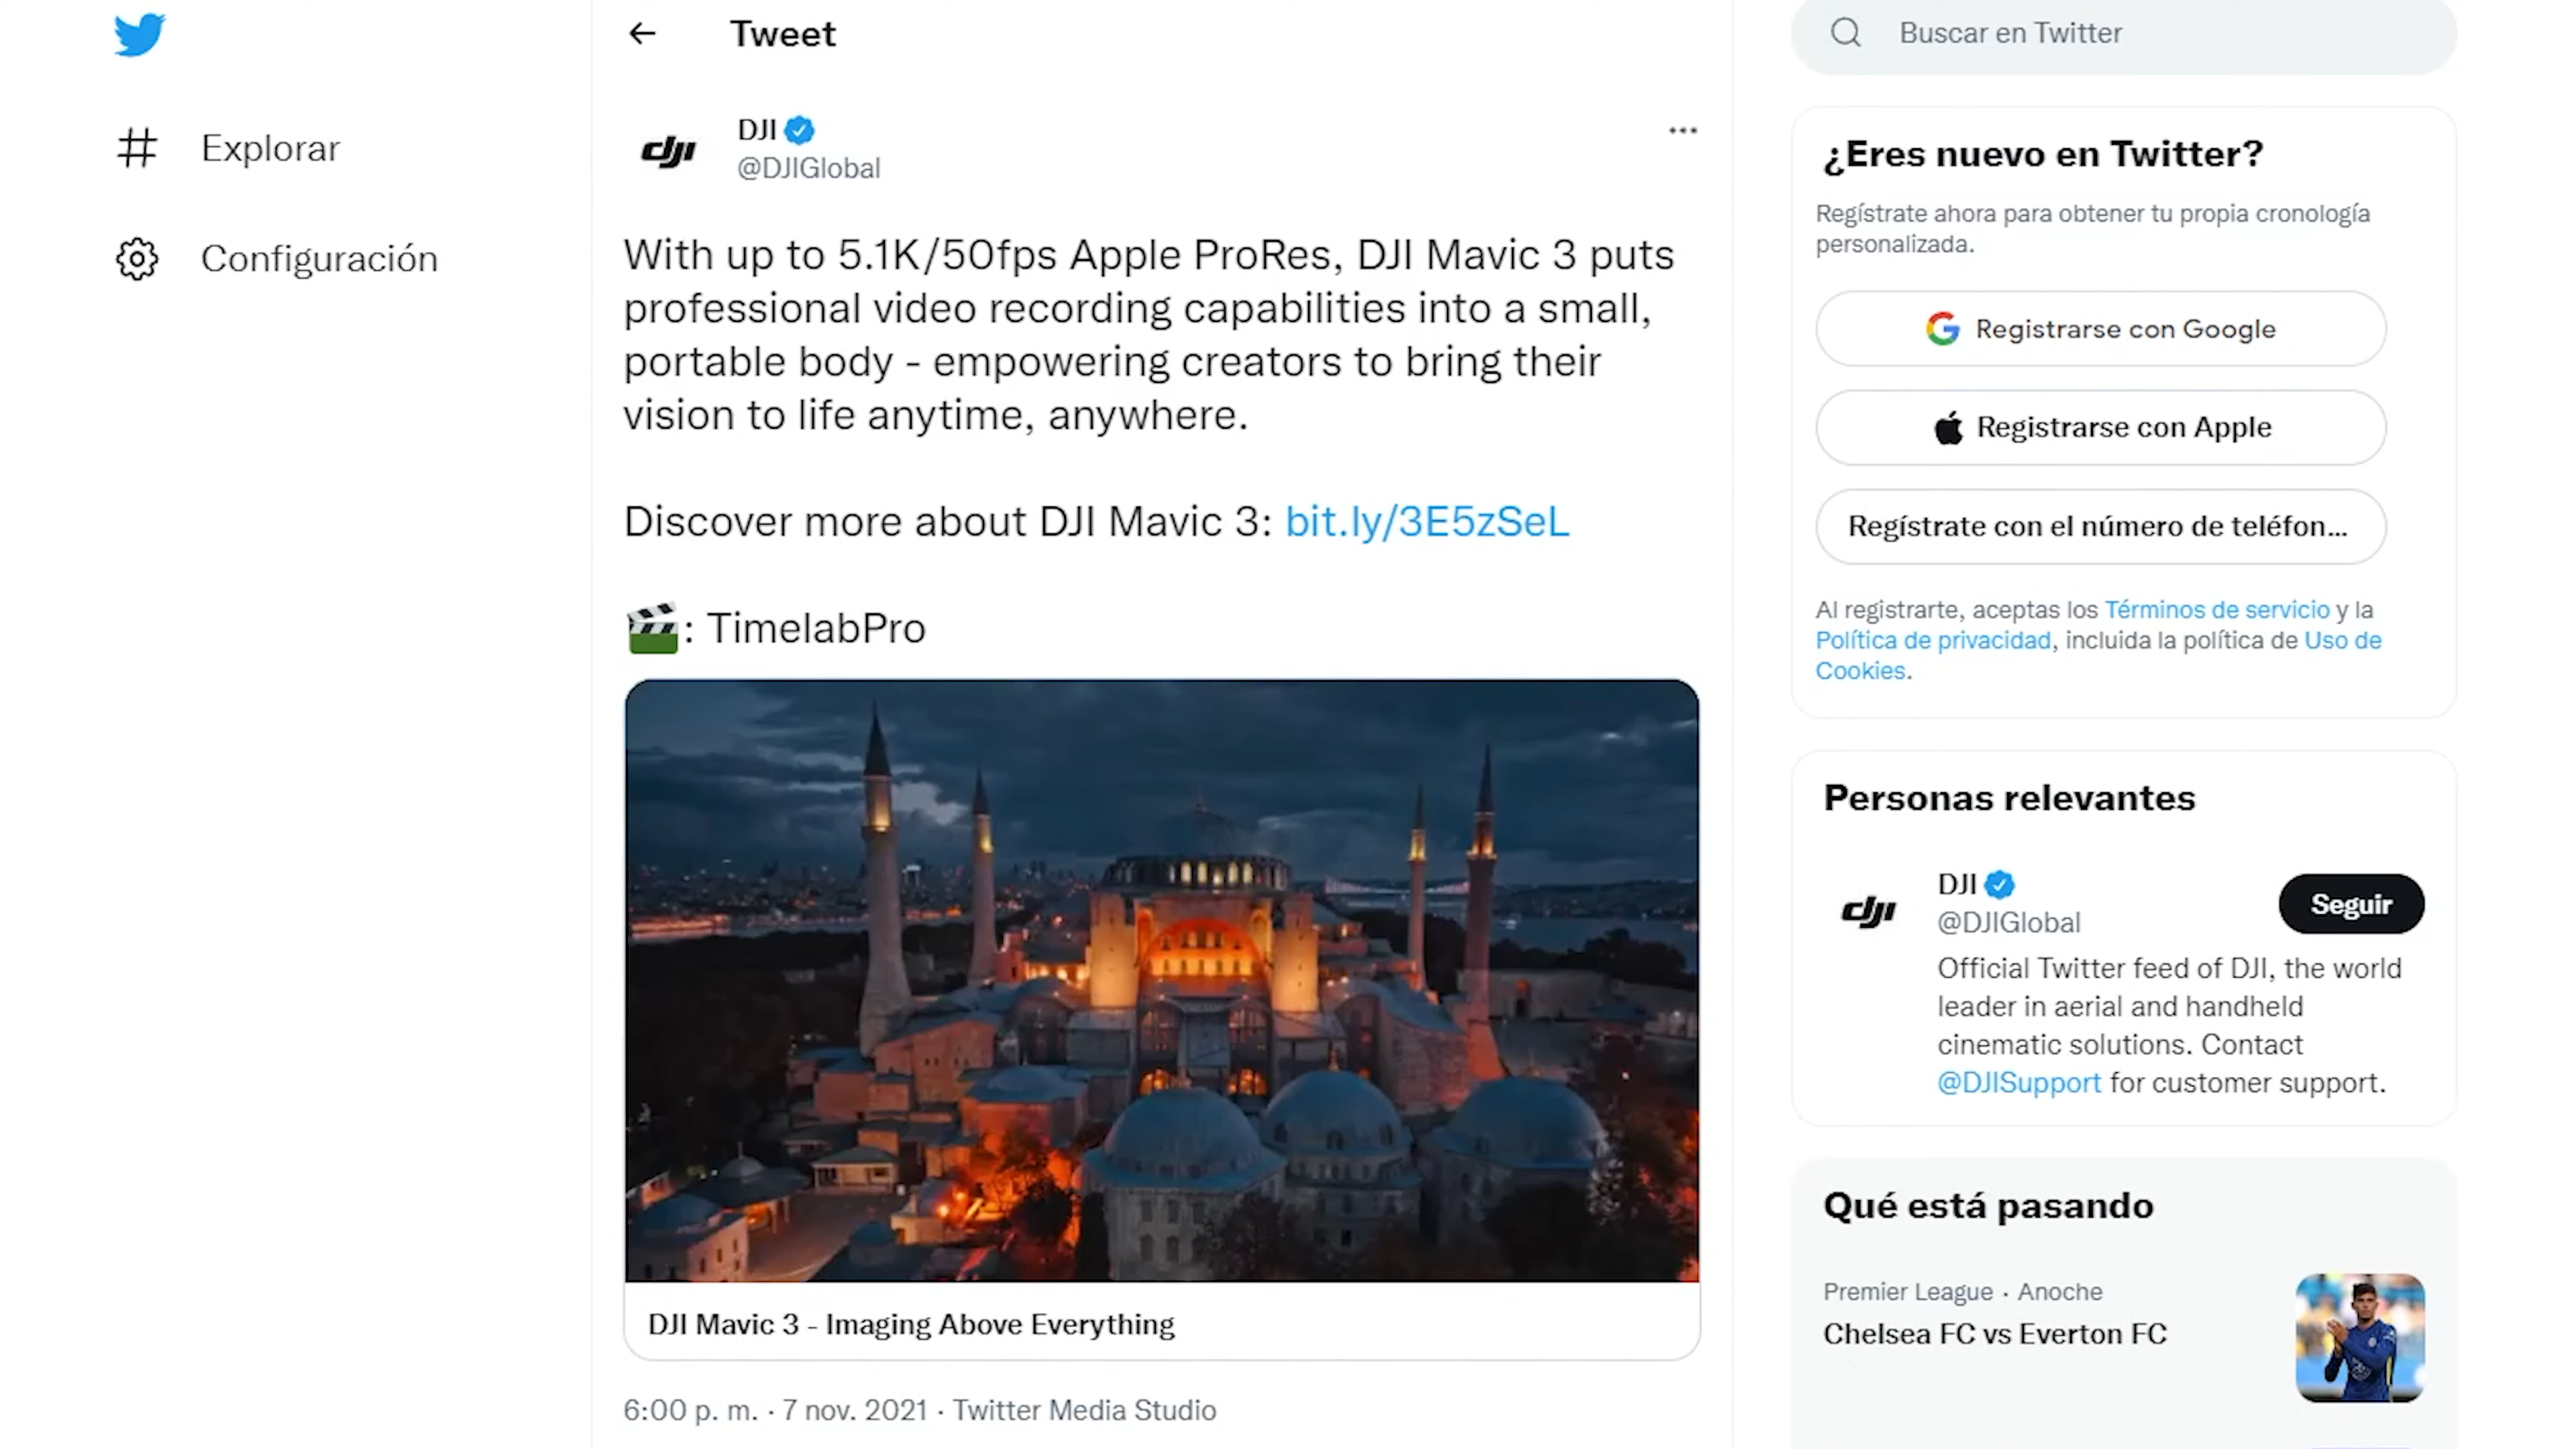 Explorar
Configuración
Tweet
dji
DJI
@DJIGlobal
With up to 5.1K/50fps Apple ProRes, DJI Mavic 3 puts
professional video recording capabilities into a small,
portable body - empowering creators to bring their
vision to life anytime, anywhere.
Discover more about DJI Mavic 3: bit.ly/3E5zSeL
: TimelabPro
DJI Mavic 3 - Imaging Above Everything
6:00 p. m. · 7 nov. 2021 · Twitter Media Studio
Buscar en Twitter
¿Eres nuevo en Twitter?
Regístrate ahora para obtener tu propia cronología
personalizada.
Registrarse con Google
Registrarse con Apple
Regístrate con el número de teléfon...
Al registrarte, aceptas los Términos de servicio y la
Política de privacidad, incluida la política de Uso de
Cookies.
Personas relevantes
dji
DJI
@DJIGlobal
Seguir
Official Twitter feed of DJI, the world
leader in aerial and handheld
cinematic solutions. Contact
@DJISupport for customer support.
Qué está pasando
Premier League · Anoche
Chelsea FC vs Everton FC